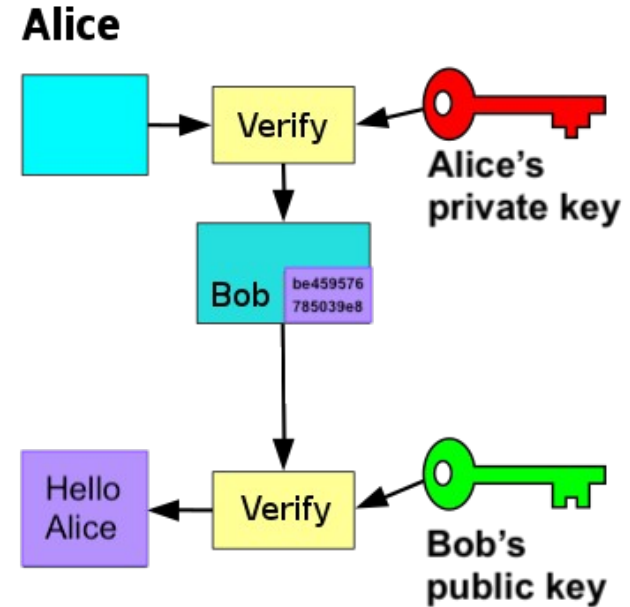 Alice
Verify
Alice's
private key
Bob
be459576
785039e8
Hello
Alice
Verify
Bob's
public key